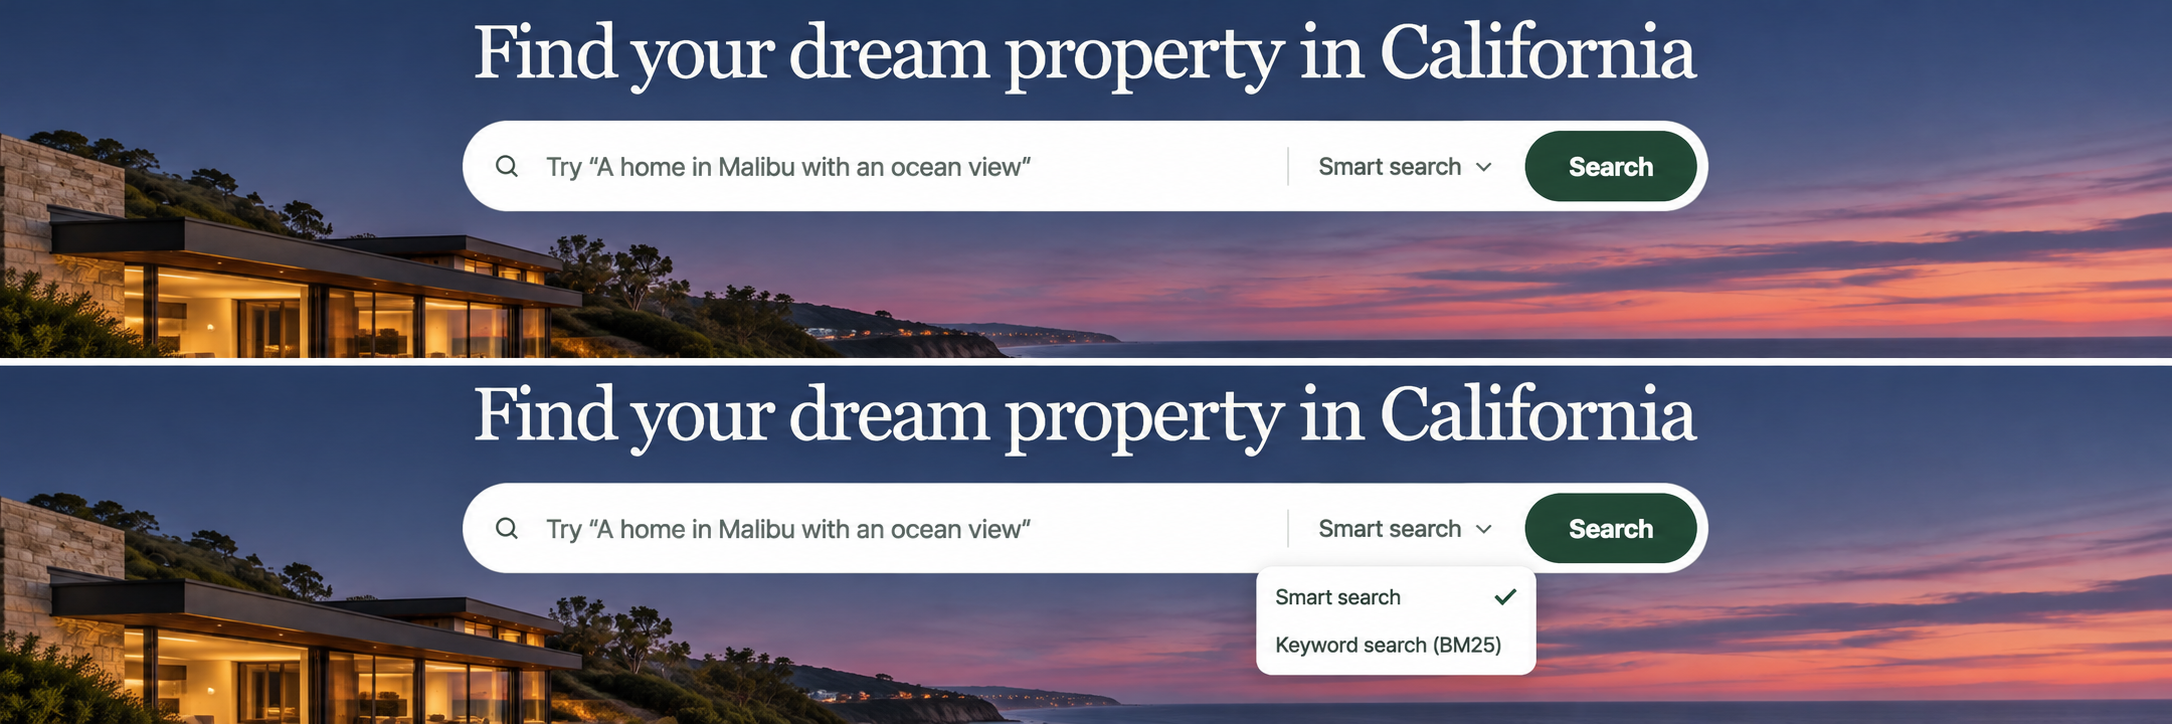 Find your dream property in California
Try “A home in Malibu with an ocean view”
Smart search
Search
Find your dream property in California
Try “A home in Malibu with an ocean view”
Smart search
Search
Smart search
Keyword search (BM25)